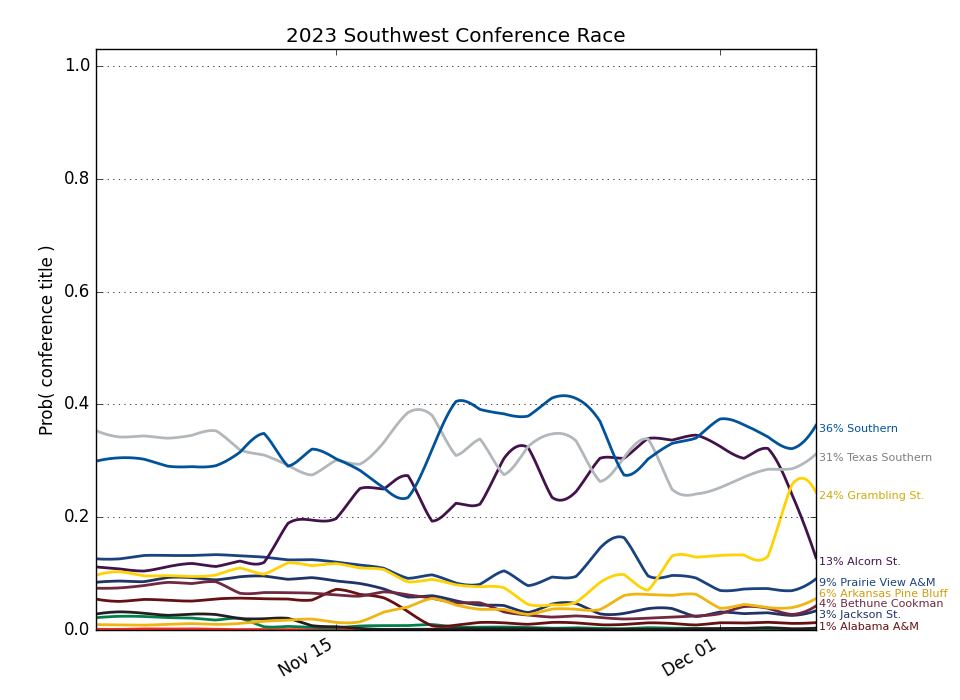 2023 Southwest Conference Race
Prob( conference title )
1.0
0.8
0.6
0.4
0.2
0.0
Nov 15
Dec 01
36% Southern
31% Texas Southern
24% Grambling St.
13% Alcorn St.
9% Prairie View A&M
6% Arkansas Pine Bluff
4% Bethune Cookman
3% Jackson St.
1% Alabama A&M